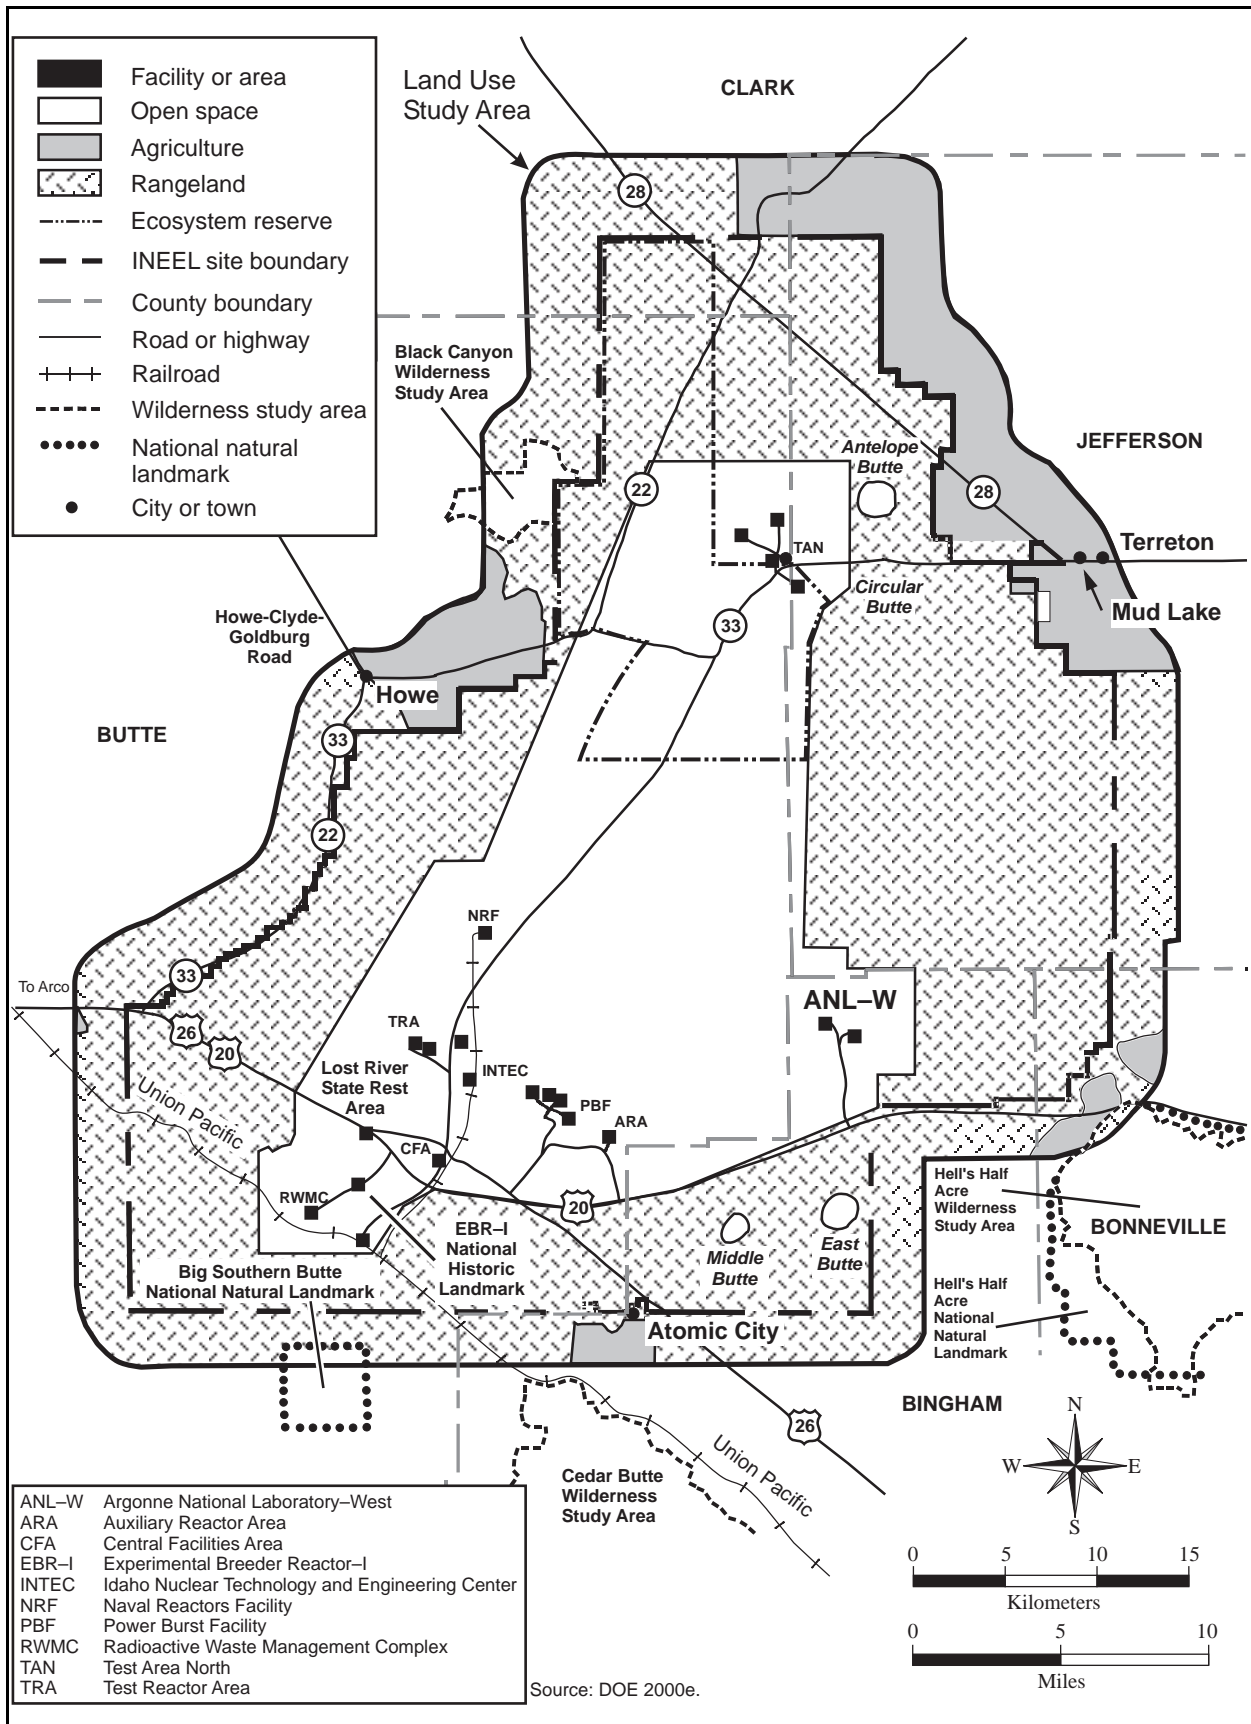 Facility or area
Open space
Agriculture
Rangeland
Ecosystem reserve
INEEL site boundary
County boundary
Road or highway
Railroad
Wilderness study area
National natural
landmark
City or town
Land Use
Study Area
CLARK
28
Black Canyon
Wilderness
Study Area
JEFFERSON
Antelope
Butte
22
28
TAN
Terreton
Circular
Butte
Mud Lake
Howe-Clyde-
Goldburg
Road
33
Howe
BUTTE
33
22
NRF
33
To Arco
ANL–W
26
20
TRA
Lost River
State Rest
Area
INTEC
Union Pacific
PBF
ARA
CFA
RWMC
20
Hell's Half
Acre
Wilderness
Study Area
BONNEVILLE
EBR–I
National
Historic
Landmark
Middle
Butte
East
Butte
Big Southern Butte
National Natural Landmark
Hell's Half
Acre
National
Natural
Landmark
Atomic City
BINGHAM
26
Union Pacific
Cedar Butte
Wilderness
Study Area
N
W E
S
0 5 10 15
Kilometers
0 5 10
Miles
ANL–W Argonne National Laboratory–West
ARA Auxiliary Reactor Area
CFA Central Facilities Area
EBR–I Experimental Breeder Reactor–I
INTEC Idaho Nuclear Technology and Engineering Center
NRF Naval Reactors Facility
PBF Power Burst Facility
RWMC Radioactive Waste Management Complex
TAN Test Area North
TRA Test Reactor Area
Source: DOE 2000e.